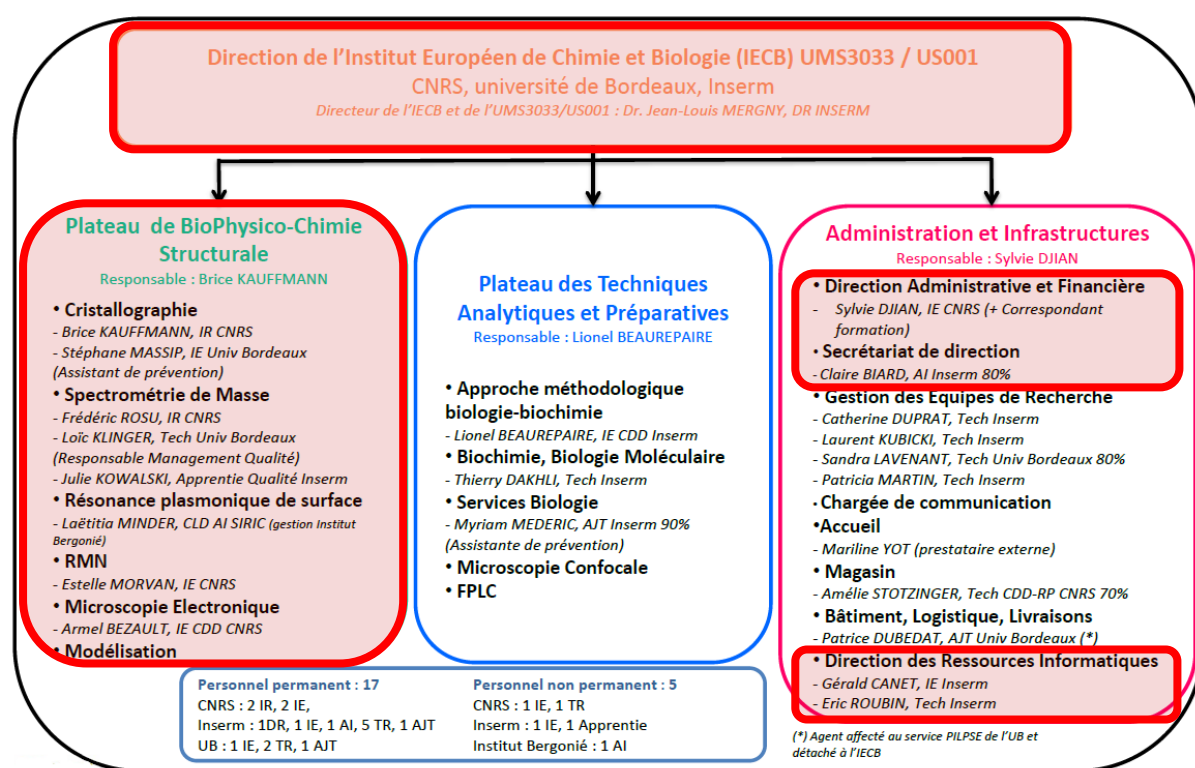 Direction de l'Institut Européen de Chimie et Biologie (IECB) UMS3033 / US001
CNRS, université de Bordeaux, Inserm
Directeur de l'IECB et de l'UMS3033/US001 : Dr. Jean-Louis MERGNY, DR INSERM
Plateau de BioPhysico-Chimie
Structurale
Responsable : Brice KAUFFMANN
• Cristallographie
- Brice KAUFFMANN, IR CNRS
- Stéphane MASSIP, IE Univ Bordeaux
(Assistant de prévention)
• Spectrométrie de Masse
- Frédéric ROSU, IR CNRS
- Loïc KLINGER, Tech Univ Bordeaux
(Responsable Management Qualité)
- Julie KOWALSKI, Apprentie Qualité Inserm
• Résonance plasmonique de surface
- Laëtitia MINDER, CLD AI SIRIC (gestion Institut
Bergonié)
• RMN
- Estelle MORVAN, IE CNRS
• Microscopie Electronique
- Armel BEZAULT, IE CDD CNRS
• Modélisation
Plateau des Techniques
Analytiques et Préparatives
Responsable : Lionel BEAUREPAIRE
• Approche méthodologique
biologie-biochimie
- Lionel BEAUREPAIRE, IE CDD Inserm
• Biochimie, Biologie Moléculaire
- Thierry DAKHLI, Tech Inserm
• Services Biologie
- Myriam MEDERIC, AJT Inserm 90%
(Assistante de prévention)
• Microscopie Confocale
• FPLC
Administration et Infrastructures
Responsable : Sylvie DJIAN
• Direction Administrative et Financière
- Sylvie DJIAN, IE CNRS (+ Correspondant
formation)
• Secrétariat de direction
- Claire BIARD, AI Inserm 80%
• Gestion des Equipes de Recherche
- Catherine DUPRAT, Tech Inserm
- Laurent KUBICKI, Tech Inserm
- Sandra LAVENANT, Tech Univ Bordeaux 80%
- Patricia MARTIN, Tech Inserm
• Chargée de communication
•Accueil
- Mariline YOT (prestataire externe)
• Magasin
- Amélie STOTZINGER, Tech CDD-RP CNRS 70%
• Bâtiment, Logistique, Livraisons
- Patrice DUBEDAT, AJT Univ Bordeaux (*)
• Direction des Ressources Informatiques
- Gérald CANET, IE Inserm
- Eric ROUBIN, Tech Inserm
(*) Agent affecté au service PILPSE de l'UB et
détaché à l'IECB
Personnel permanent : 17
CNRS : 2 IR, 2 IE,
Inserm : 1DR, 1 IE, 1 AI, 5 TR, 1 AJT
UB : 1 IE, 2 TR, 1 AJT
Personnel non permanent : 5
CNRS : 1 IE, 1 TR
Inserm : 1 IE, 1 Apprentie
Institut Bergonié : 1 AI